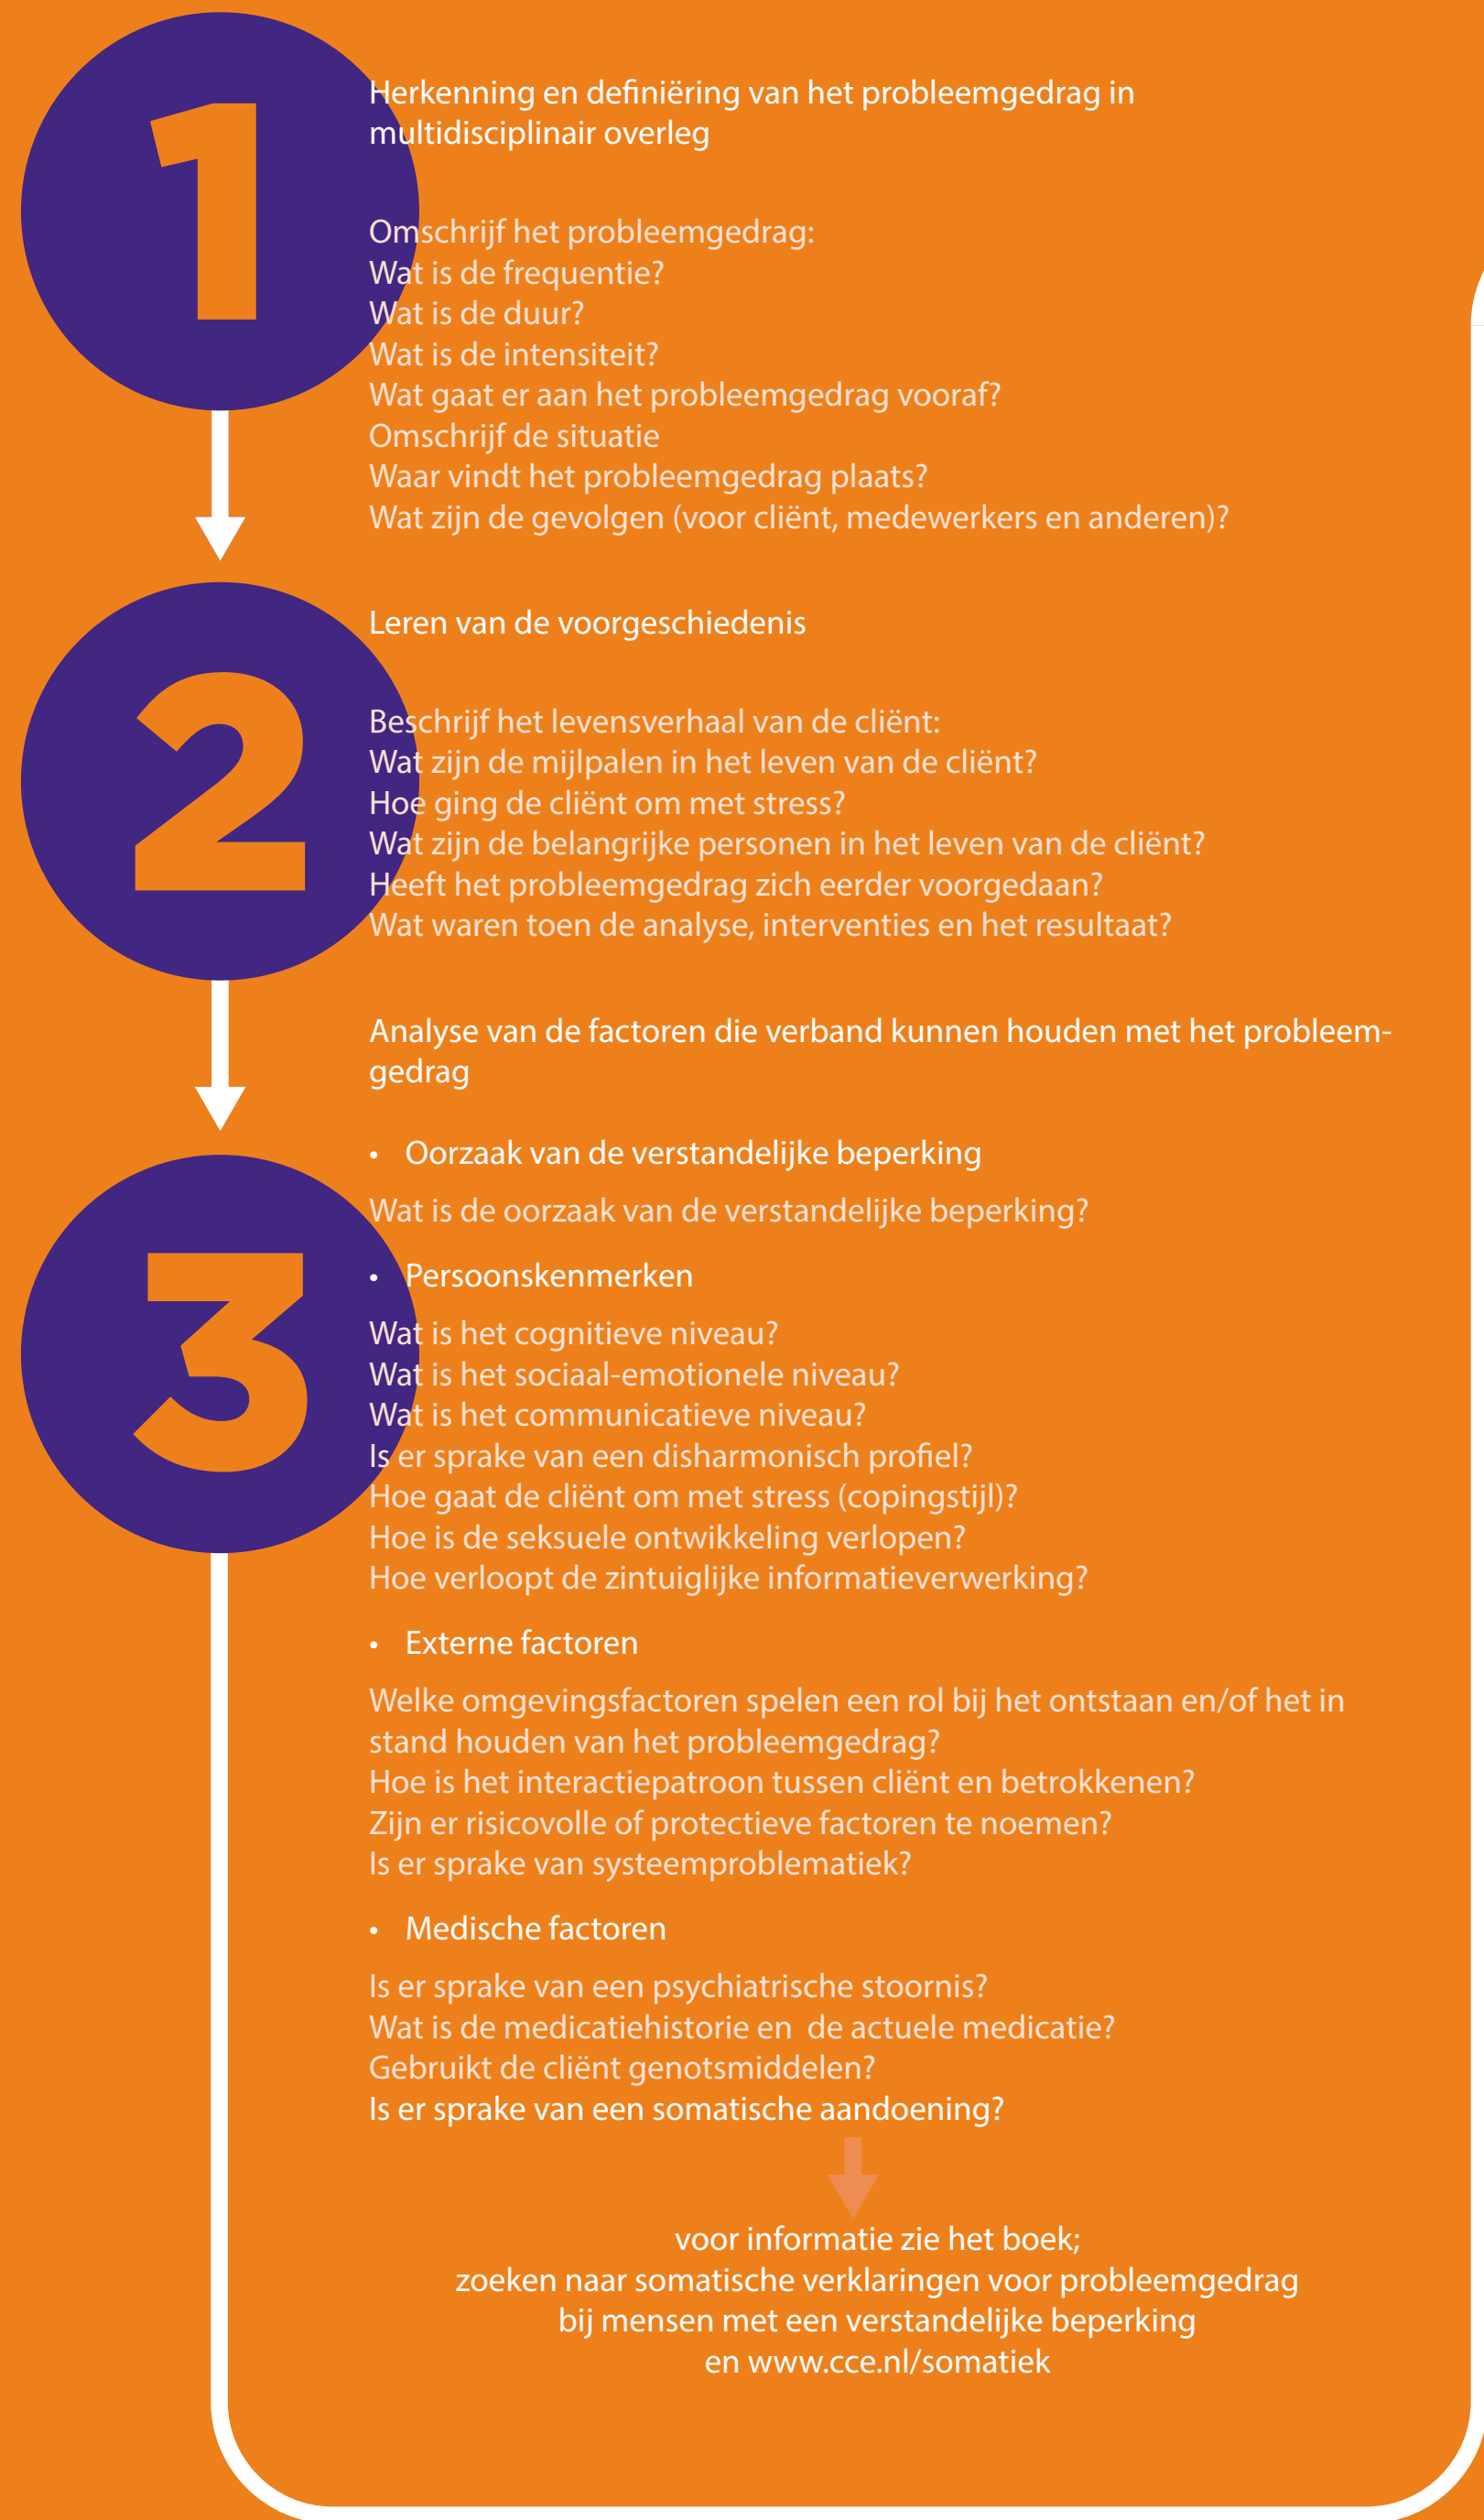 1
Herkenning en definiëring van het probleemgedrag in
multidisciplinair overleg
Omschrijf het probleemgedrag:
Wat is de frequentie?
Wat is de duur?
Wat is de intensiteit?
Wat gaat er aan het probleemgedrag vooraf?
Omschrijf de situatie
Waar vindt het probleemgedrag plaats?
Wat zijn de gevolgen (voor cliënt, medewerkers en anderen)?
2
Leren van de voorgeschiedenis
Beschrijf het levensverhaal van de cliënt:
Wat zijn de mijlpalen in het leven van de cliënt?
Hoe ging de cliënt om met stress?
Wat zijn de belangrijke personen in het leven van de cliënt?
Heeft het probleemgedrag zich eerder voorgedaan?
Wat waren toen de analyse, interventies en het resultaat?
3
Analyse van de factoren die verband kunnen houden met het probleem-
gedrag
• Oorzaak van de verstandelijke beperking
Wat is de oorzaak van de verstandelijke beperking?
• Persoonskenmerken
Wat is het cognitieve niveau?
Wat is het sociaal-emotionele niveau?
Wat is het communicatieve niveau?
Is er sprake van een disharmonisch profiel?
Hoe gaat de cliënt om met stress (copingstijl)?
Hoe is de seksuele ontwikkeling verlopen?
Hoe verloopt de zintuiglijke informatieverwerking?
• Externe factoren
Welke omgevingsfactoren spelen een rol bij het ontstaan en/of het in
stand houden van het probleemgedrag?
Hoe is het interactiepatroon tussen cliënt en betrokkenen?
Zijn er risicovolle of protectieve factoren te noemen?
Is er sprake van systeemproblematiek?
• Medische factoren
Is er sprake van een psychiatrische stoornis?
Wat is de medicatiehistorie en  de actuele medicatie?
Gebruikt de cliënt genotsmiddelen?
Is er sprake van een somatische aandoening?
voor informatie zie het boek;
zoeken naar somatische verklaringen voor probleemgedrag
bij mensen met een verstandelijke beperking
en www.cce.nl/somatiek